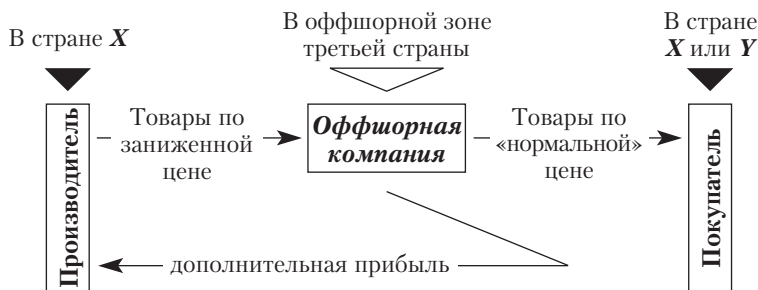 В стране X
В оффшорной зоне
третьей страны
В стране
X или Y
Производитель
Товары по
заниженной
цене
Оффшорная
компания
Товары по
«нормальной»
цене
Покупатель
дополнительная прибыль